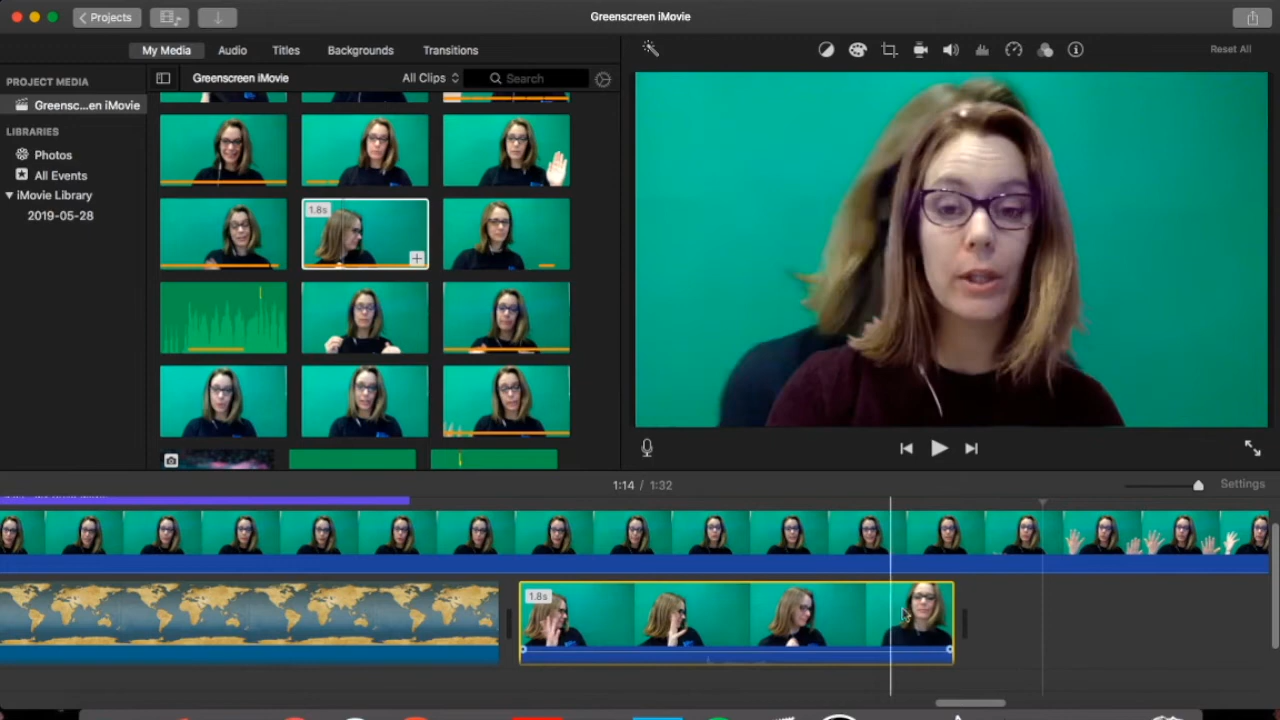 Projects
Greenscreen iMovie
My Media Audio Titles Backgrounds Transitions
Reset All
PROJECT MEDIA
Greenscreen iMovie
All Clips
Search
Greensc...en iMovie
LIBRARIES
Photos
All Events
iMovie Library
2019-05-28
1.8s
1:14 / 1:32
Settings
1.8s